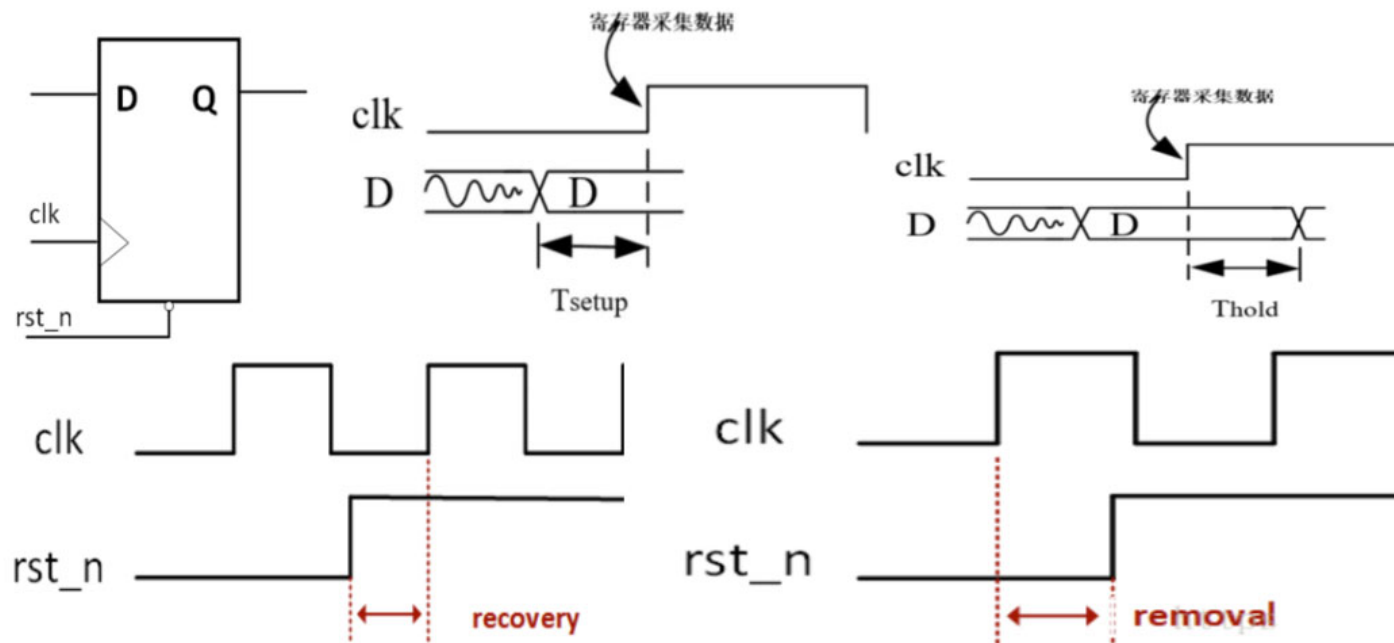 D Q
clk
rst_n
寄存器采集数据
clk
D D
Tsetup
寄存器采集数据
clk
D D
Thold
clk
rst_n
recovery
clk
rst_n
removal